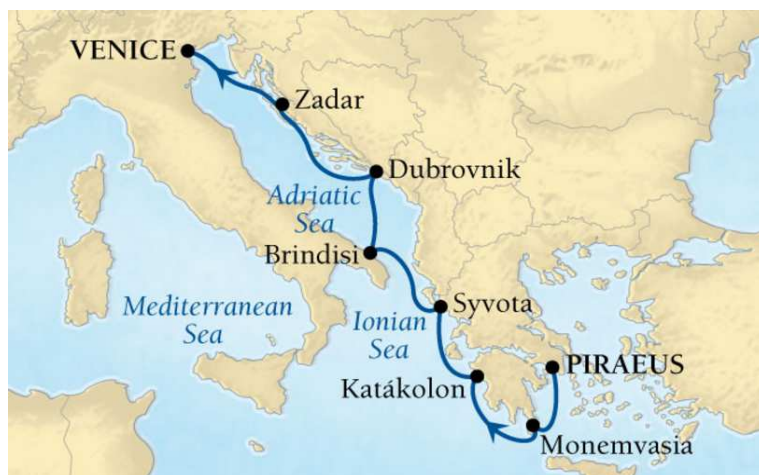 VENICE
Zadar
Dubrovnik
Adriatic
Sea
Brindisi
Syvota
Mediterranean
Sea
Ionian
Sea
PIRAEUS
Katákolon
Monemvasia